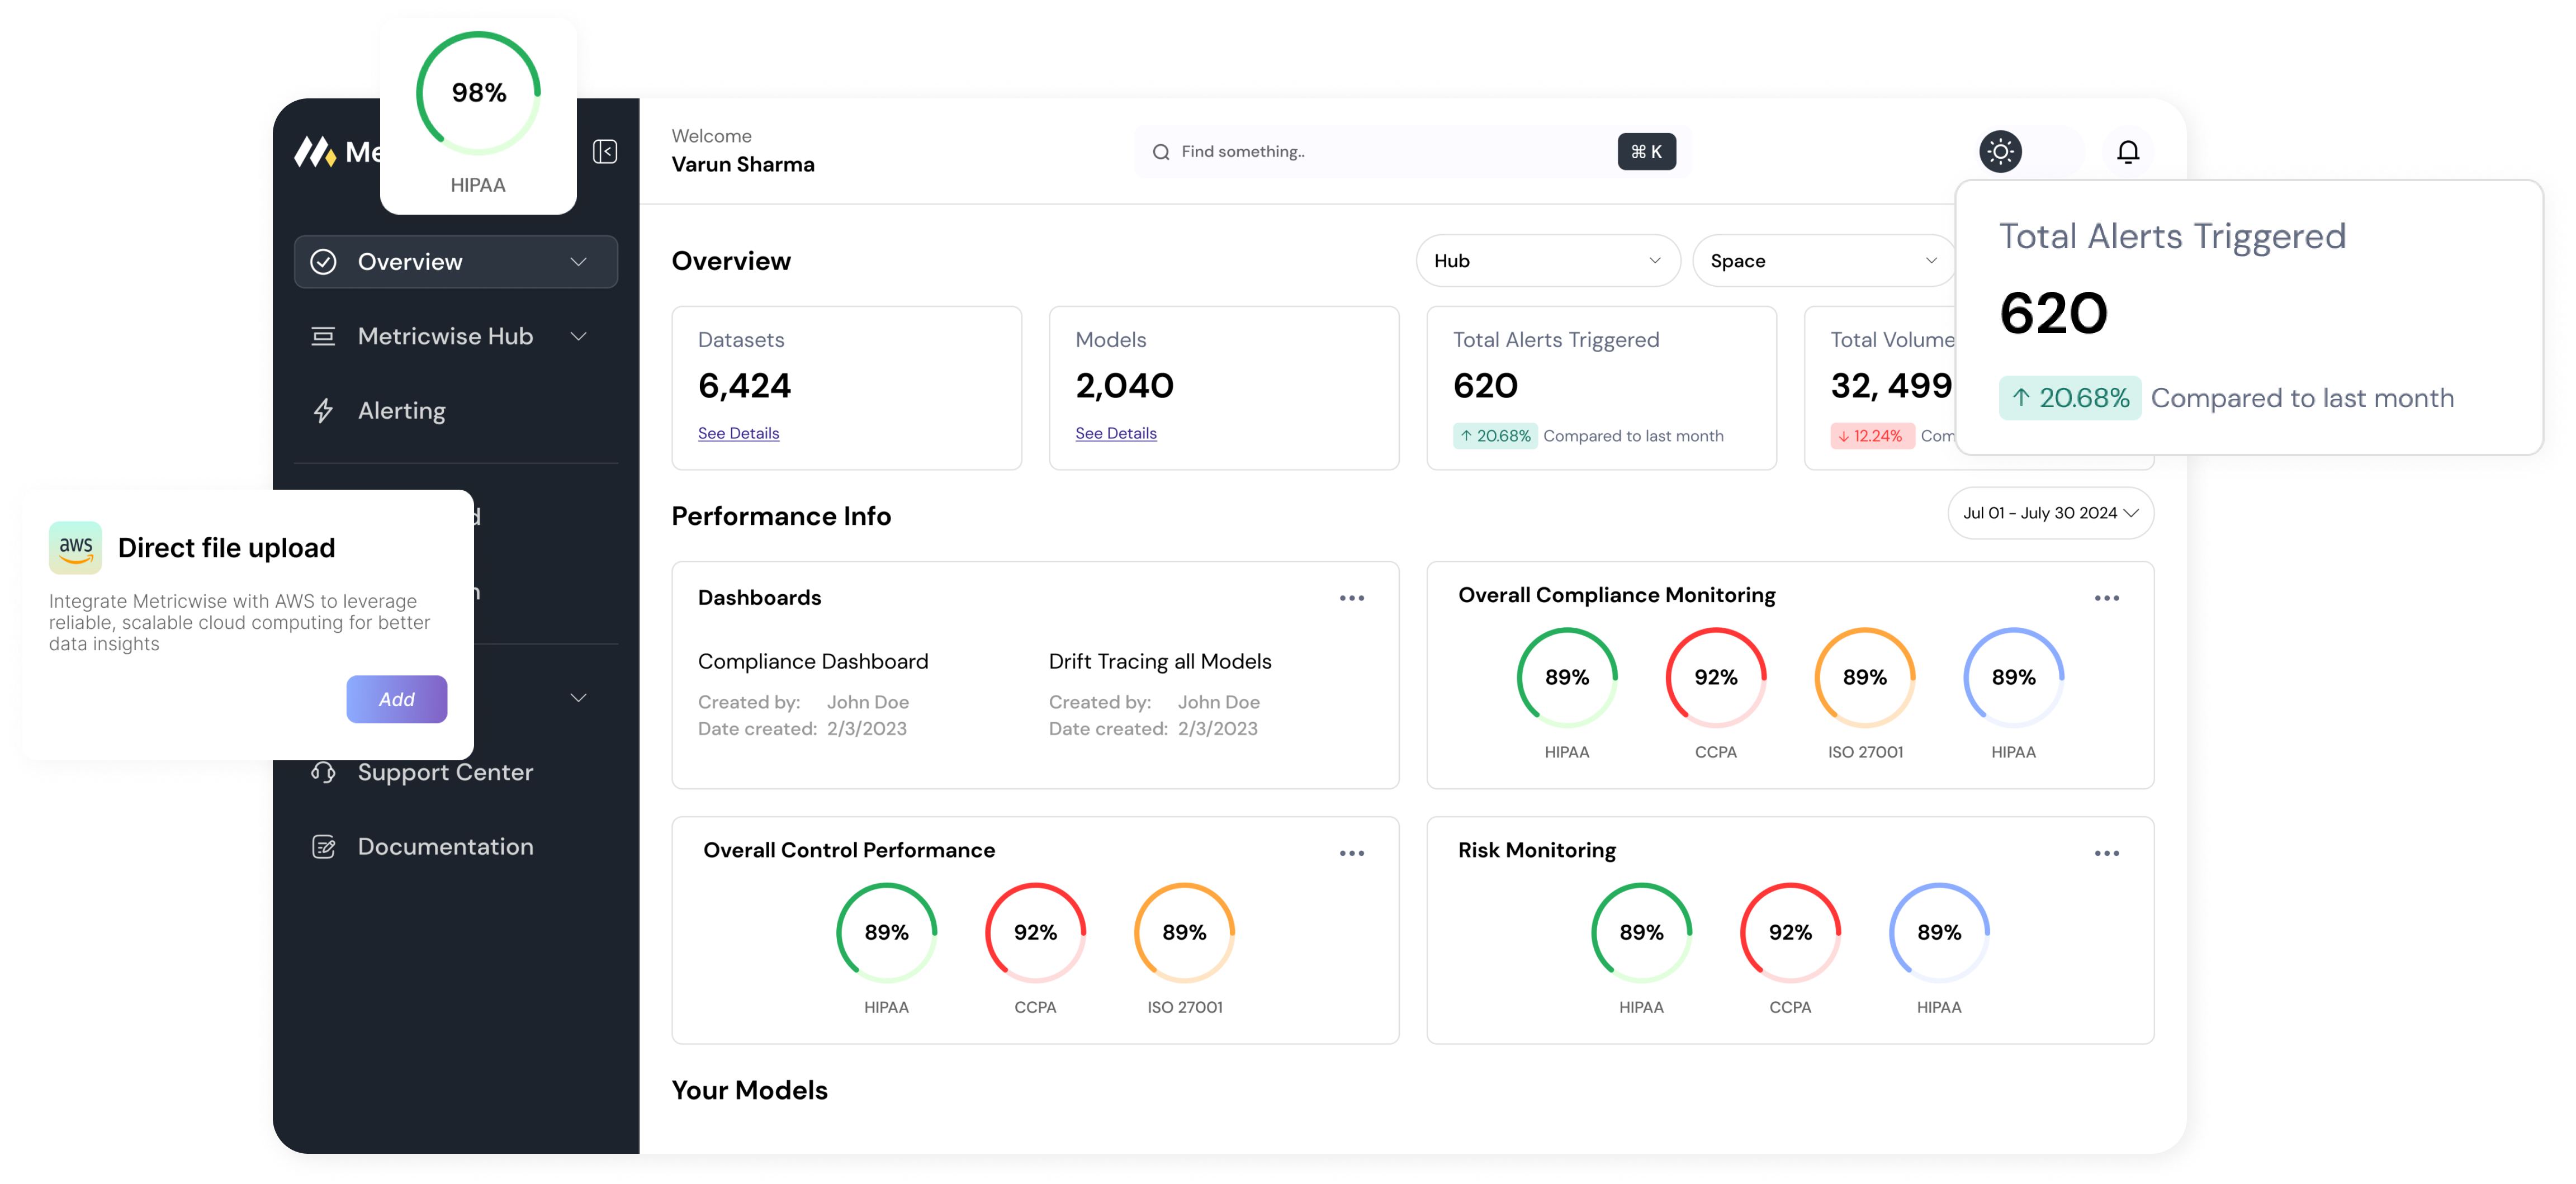 98%
HIPAA
Welcome
Varun Sharma
Find something..
⌘ K
Overview
Metricwise Hub
Alerting
Support Center
Documentation
aws
Direct file upload
Integrate Metricwise with AWS to leverage
reliable, scalable cloud computing for better
data insights
Add
Overview
Hub
Space
Datasets
6,424
See Details
Models
2,040
See Details
Total Alerts Triggered
620
↑ 20.68% Compared to last month
Total Volume
32, 499
↓ 12.24%
Total Alerts Triggered
620
↑ 20.68% Compared to last month
Performance Info
Jul 01 - July 30 2024
Dashboards
Compliance Dashboard
Created by: John Doe
Date created: 2/3/2023
Drift Tracing all Models
Created by: John Doe
Date created: 2/3/2023
Overall Compliance Monitoring
89% 92% 89% 89%
HIPAA CCPA ISO 27001 HIPAA
Overall Control Performance
89% 92% 89%
HIPAA CCPA ISO 27001
Risk Monitoring
89% 92% 89%
HIPAA CCPA HIPAA
Your Models